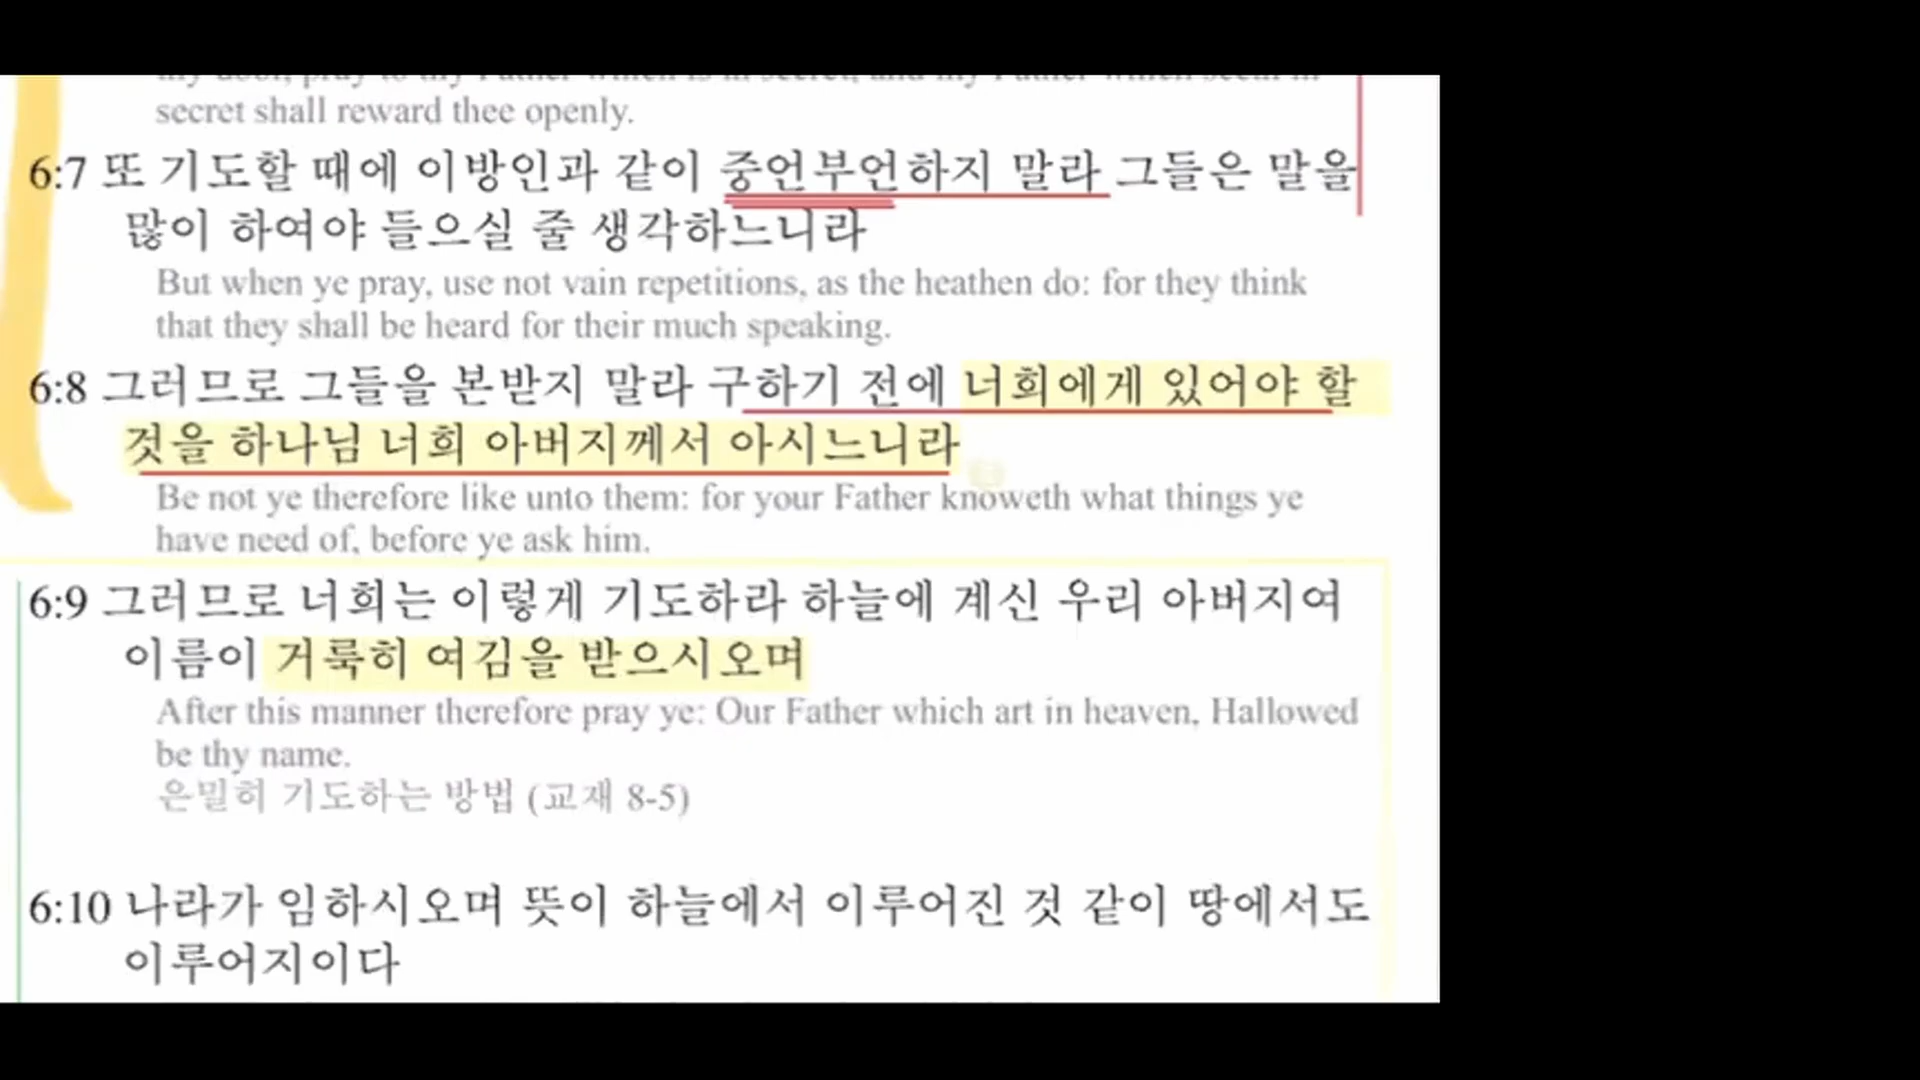 secret shall reward thee openly.
6:7 또 기도할 때에 이방인과 같이 중언부언하지 말라 그들은 말을
많이 하여야 들으실 줄 생각하느니라
But when ye pray, use not vain repetitions, as the heathen do: for they think
that they shall be heard for their much speaking.
6:8 그러므로 그들을 본받지 말라 구하기 전에 너희에게 있어야 할
것을 하나님 너희 아버지께서 아시느니라
Be not ye therefore like unto them: for your Father knoweth what things ye
have need of, before ye ask him.
6:9 그러므로 너희는 이렇게 기도하라 하늘에 계신 우리 아버지여
이름이 거룩히 여김을 받으시오며
After this manner therefore pray ye: Our Father which art in heaven, Hallowed
be thy name.
은밀히 기도하는 방법 (교재 8-5)
6:10 나라가 임하시오며 뜻이 하늘에서 이루어진 것 같이 땅에서도
이루어지이다